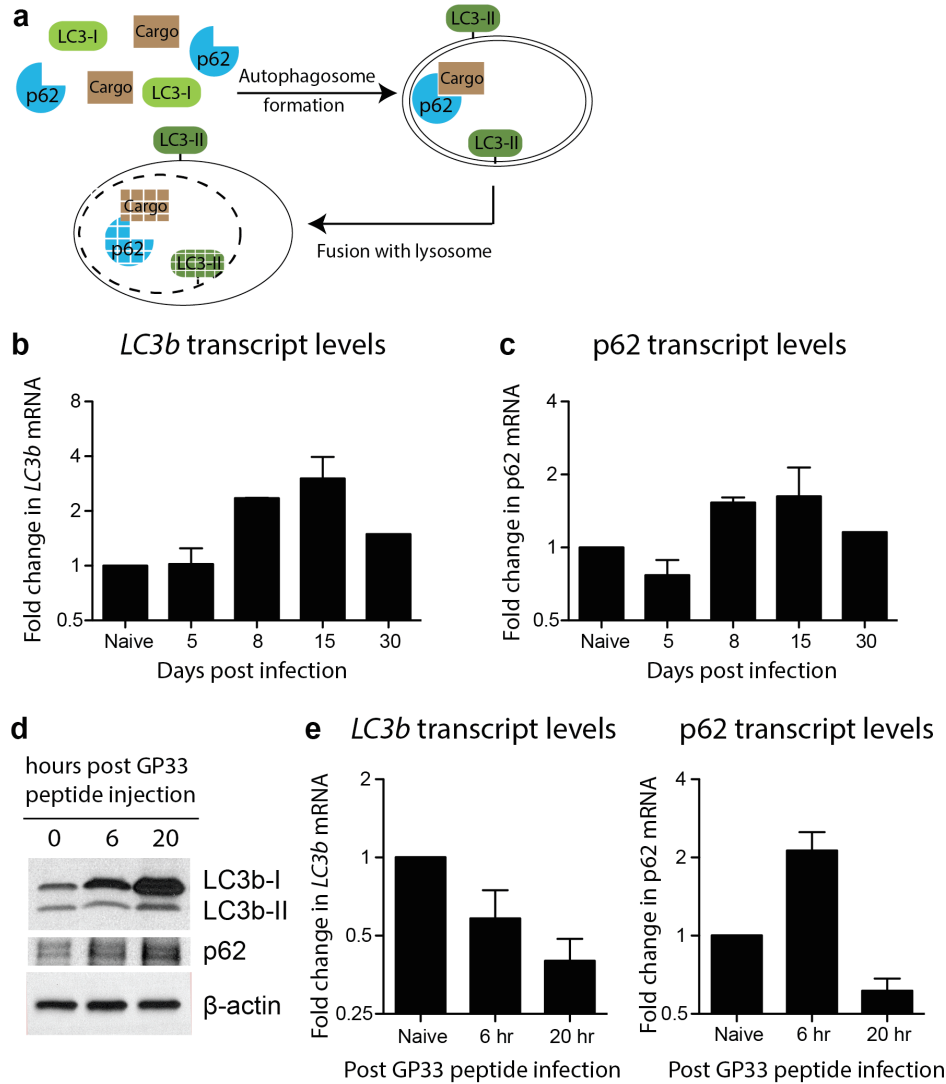 a
LC3-I
Cargo
p62
p62
Cargo
LC3-I
Autophagosome
formation
LC3-II
Cargo
p62
LC3-II
LC3-II
Cargo
p62
LC3-II
Fusion with lysosome
b
LC3b transcript levels
Fold change in LC3b mRNA
8
4
2
1
0.5
Naive 5 8 15 30
Days post infection
c
p62 transcript levels
Fold change in p62 mRNA
4
2
1
0.5
Naive 5 8 15 30
Days post infection
d
hours post GP33
peptide injection
0 6 20
LC3b-I
LC3b-II
p62
β-actin
e
LC3b transcript levels
Fold change in LC3b mRNA
2
1
0.5
0.25
Naive 6 hr 20 hr
Post GP33 peptide infection
p62 transcript levels
Fold change in p62 mRNA
4
2
1
0.5
Naive 6 hr 20 hr
Post GP33 peptide infection